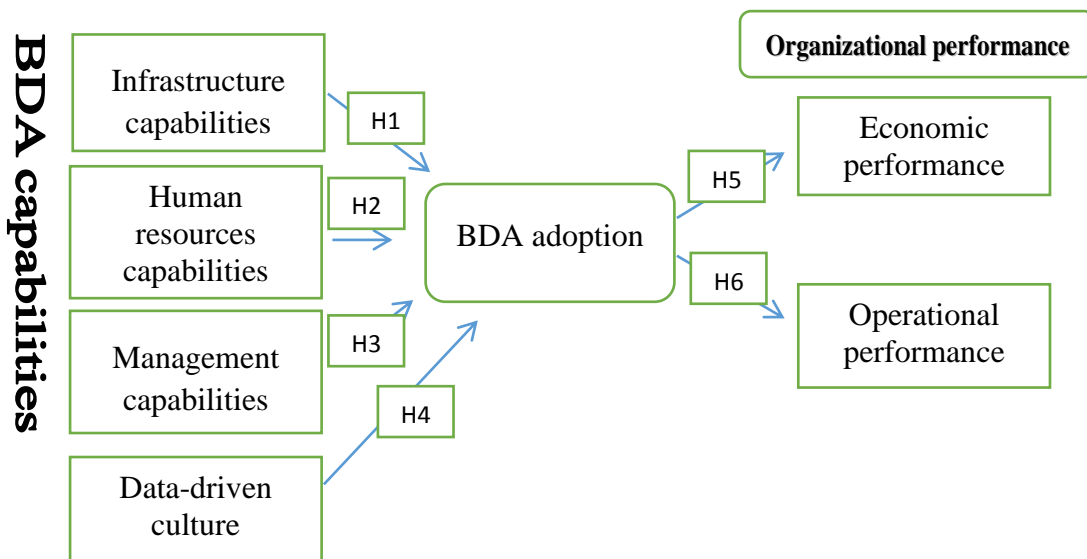 BDA capabilities
Infrastructure
capabilities
Human
resources
capabilities
Management
capabilities
Data-driven
culture
H1
H2
H3
H4
BDA adoption
H5
H6
Organizational performance
Economic
performance
Operational
performance